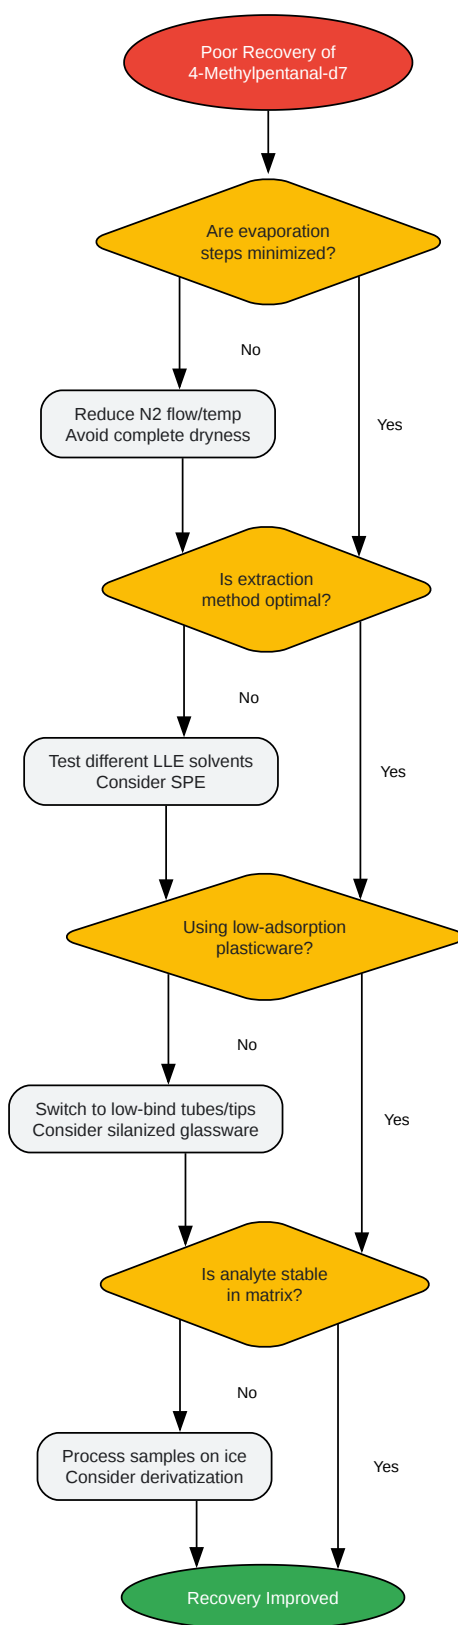 Poor Recovery of
4-Methylpentanal-d7
Are evaporation
steps minimized?
No
Reduce N2 flow/temp
Avoid complete dryness
Yes
Is extraction
method optimal?
No
Test different LLE solvents
Consider SPE
Yes
Using low-adsorption
plasticware?
No
Switch to low-bind tubes/tips
Consider silanized glassware
Yes
Is analyte stable
in matrix?
No
Process samples on ice
Consider derivatization
Yes
Recovery Improved